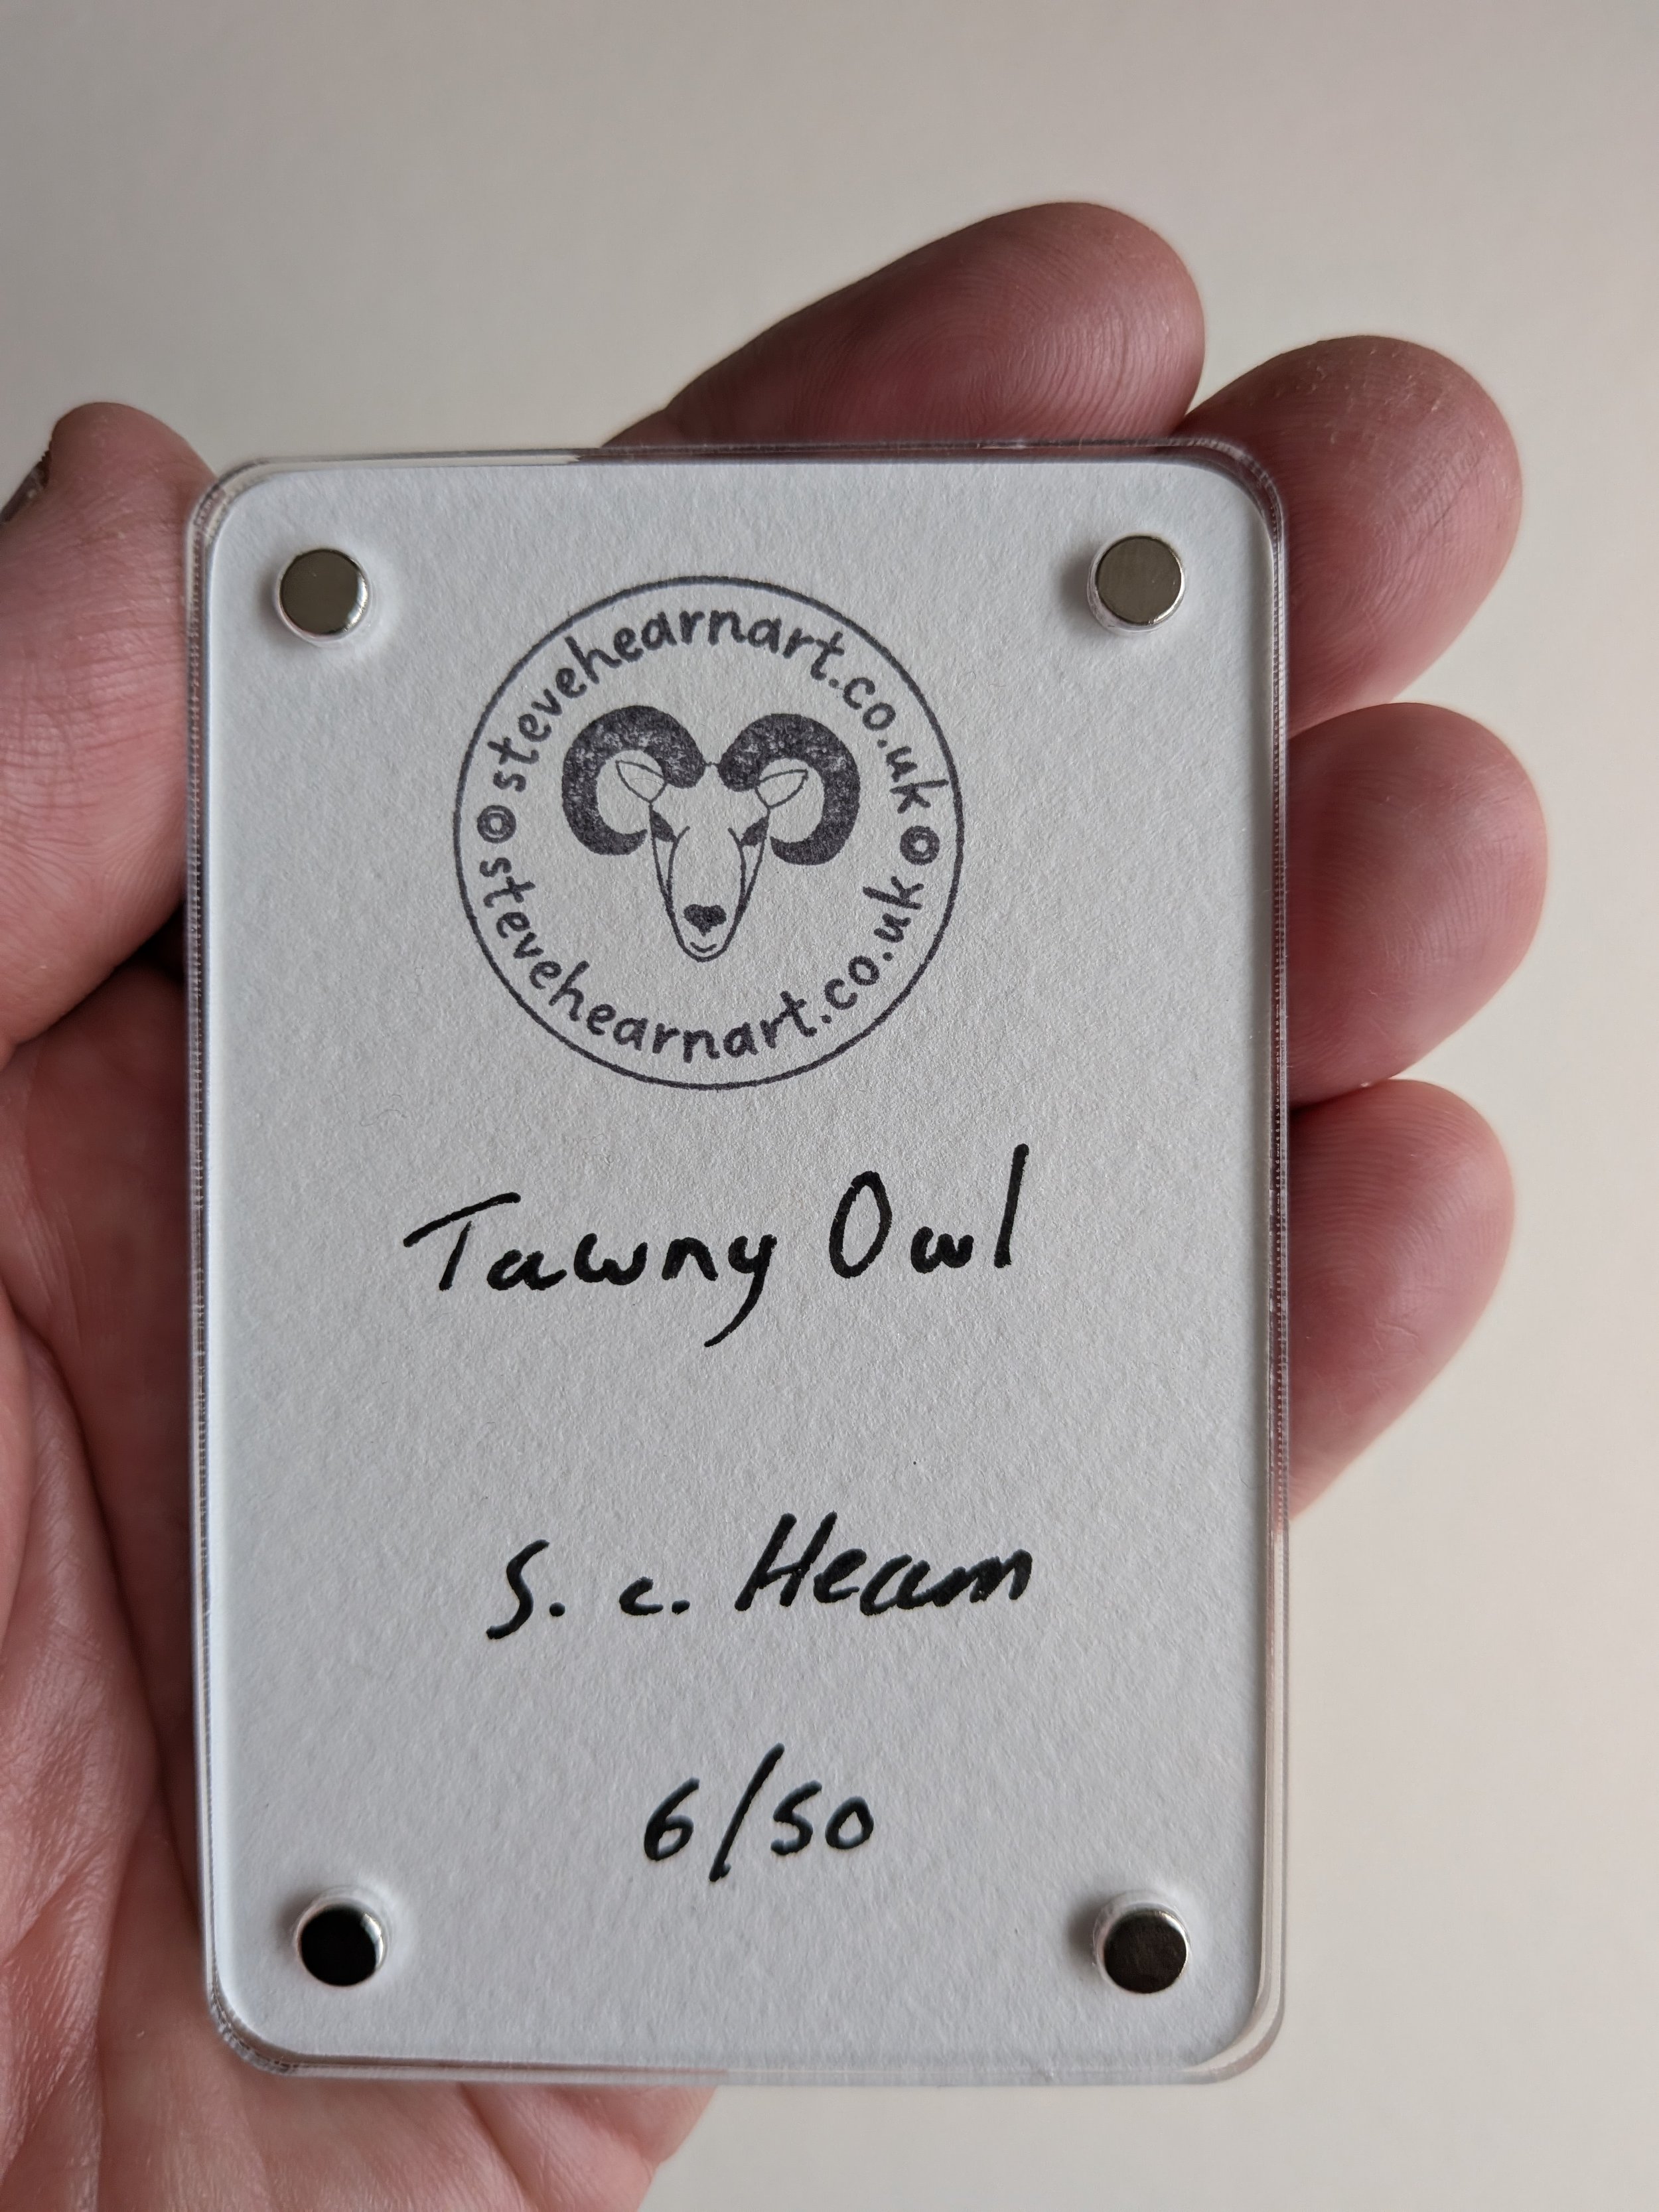 stevehearnart.co.uk
stevehearnart.co.uk
Tawny Owl
S. C. Hearn
6/50